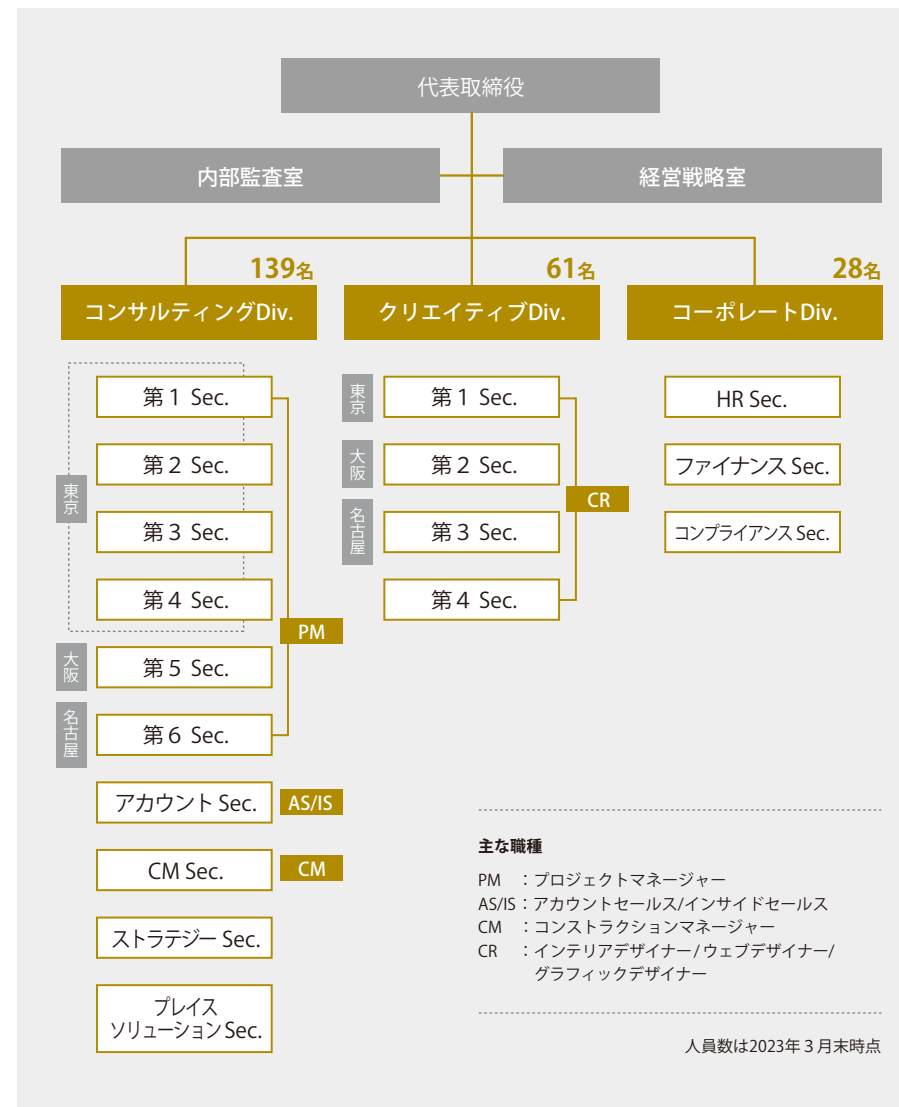 代表取締役
内部監査室
経営戦略室
139名
コンサルティングDiv.
東京
第1 Sec.
第2 Sec.
第3 Sec.
第4 Sec.
大阪
第5 Sec.
名古屋
第6 Sec.
PM
アカウント Sec.
AS/IS
CM Sec.
CM
ストラテジー Sec.
プレイス
ソリューション Sec.
61名
クリエイティブDiv.
東京
第1 Sec.
大阪
第2 Sec.
名古屋
第3 Sec.
第4 Sec.
CR
28名
コーポレートDiv.
HR Sec.
ファイナンス Sec.
コンプライアンス Sec.
主な職種
PM :プロジェクトマネージャー
AS/IS:アカウントセールス/インサイドセールス
CM :コンストラクションマネージャー
CR :インテリアデザイナー/ウェブデザイナー/
グラフィックデザイナー
人員数は2023年3月末時点